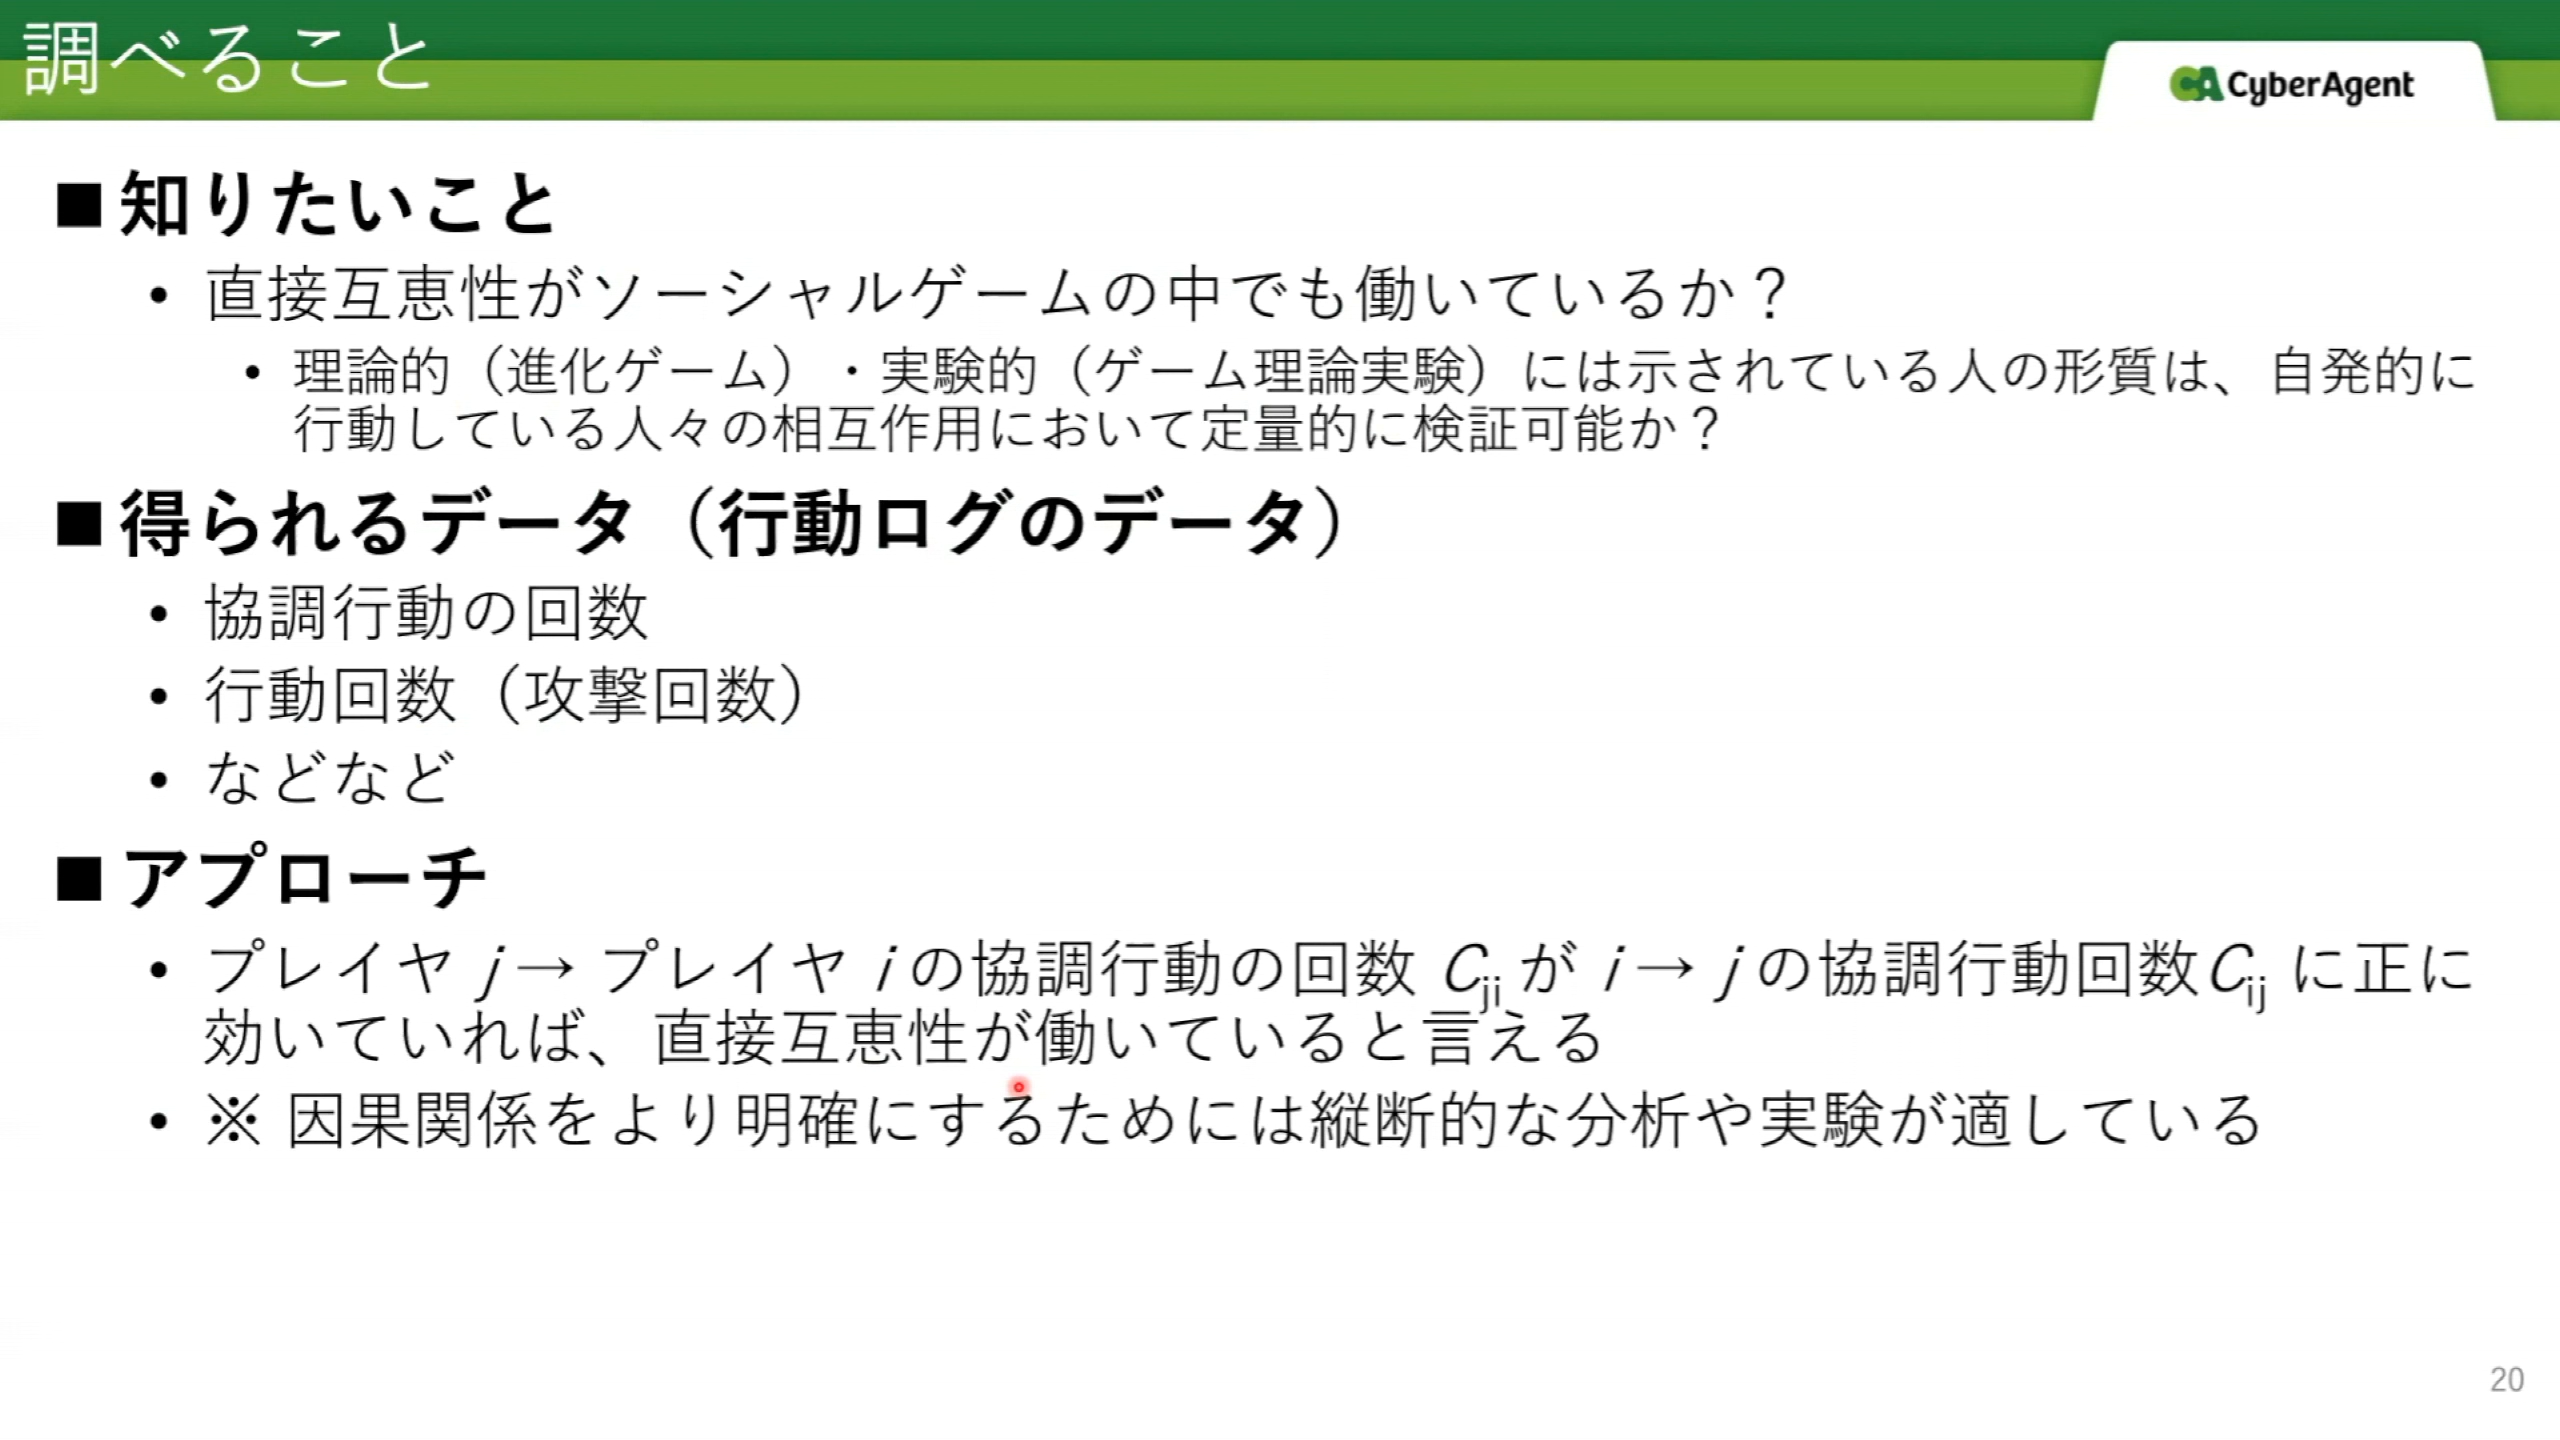 調べること
CyberAgent
■知りたいこと
• 直接互恵性がソーシャルゲームの中でも働いているか？
• 理論的（進化ゲーム）・実験的（ゲーム理論実験）には示されている人の形質は、自発的に
行動している人々の相互作用において定量的に検証可能か？
■得られるデータ（行動ログのデータ）
• 協調行動の回数
• 行動回数（攻撃回数）
• などなど
■アプローチ
• プレイヤ j→ プレイヤ iの協調行動の回数 Cji が i→ jの協調行動回数Cij に正に
効いていれば、直接互恵性が働いていると言える
• ※ 因果関係をより明確にするためには縦断的な分析や実験が適している
20